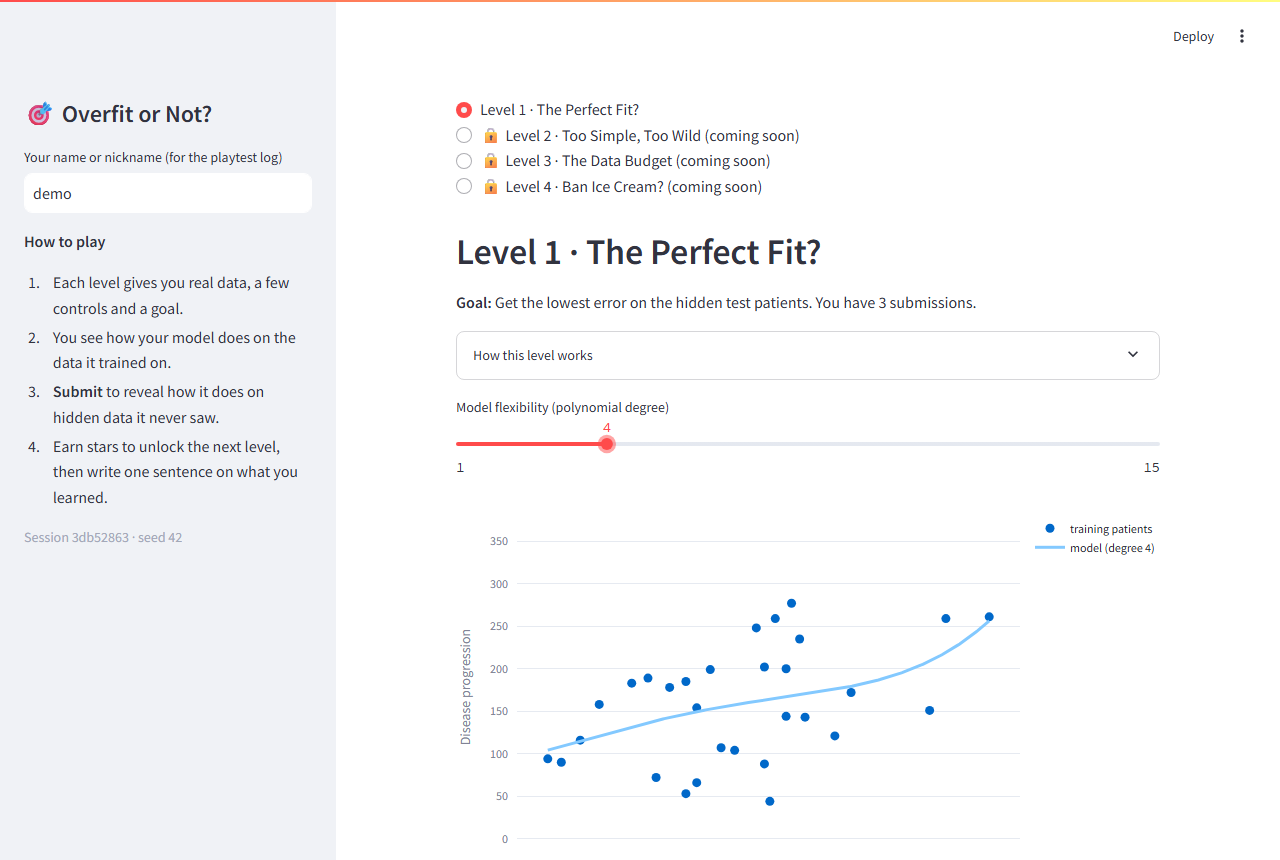 Deploy
🎯 Overfit or Not?
Your name or nickname (for the playtest log)
demo
How to play
1. Each level gives you real data, a few
controls and a goal.
2. You see how your model does on the
data it trained on.
3. Submit to reveal how it does on
hidden data it never saw.
4. Earn stars to unlock the next level,
then write one sentence on what you
learned.
Session 3db52863 · seed 42
Level 1 · The Perfect Fit?
🔒 Level 2 · Too Simple, Too Wild (coming soon)
🔒 Level 3 · The Data Budget (coming soon)
🔒 Level 4 · Ban Ice Cream? (coming soon)
Level 1 · The Perfect Fit?
Goal: Get the lowest error on the hidden test patients. You have 3 submissions.
How this level works
Model flexibility (polynomial degree)
4
1 15
training patients
model (degree 4)
Disease progression
350
300
250
200
150
100
50
0